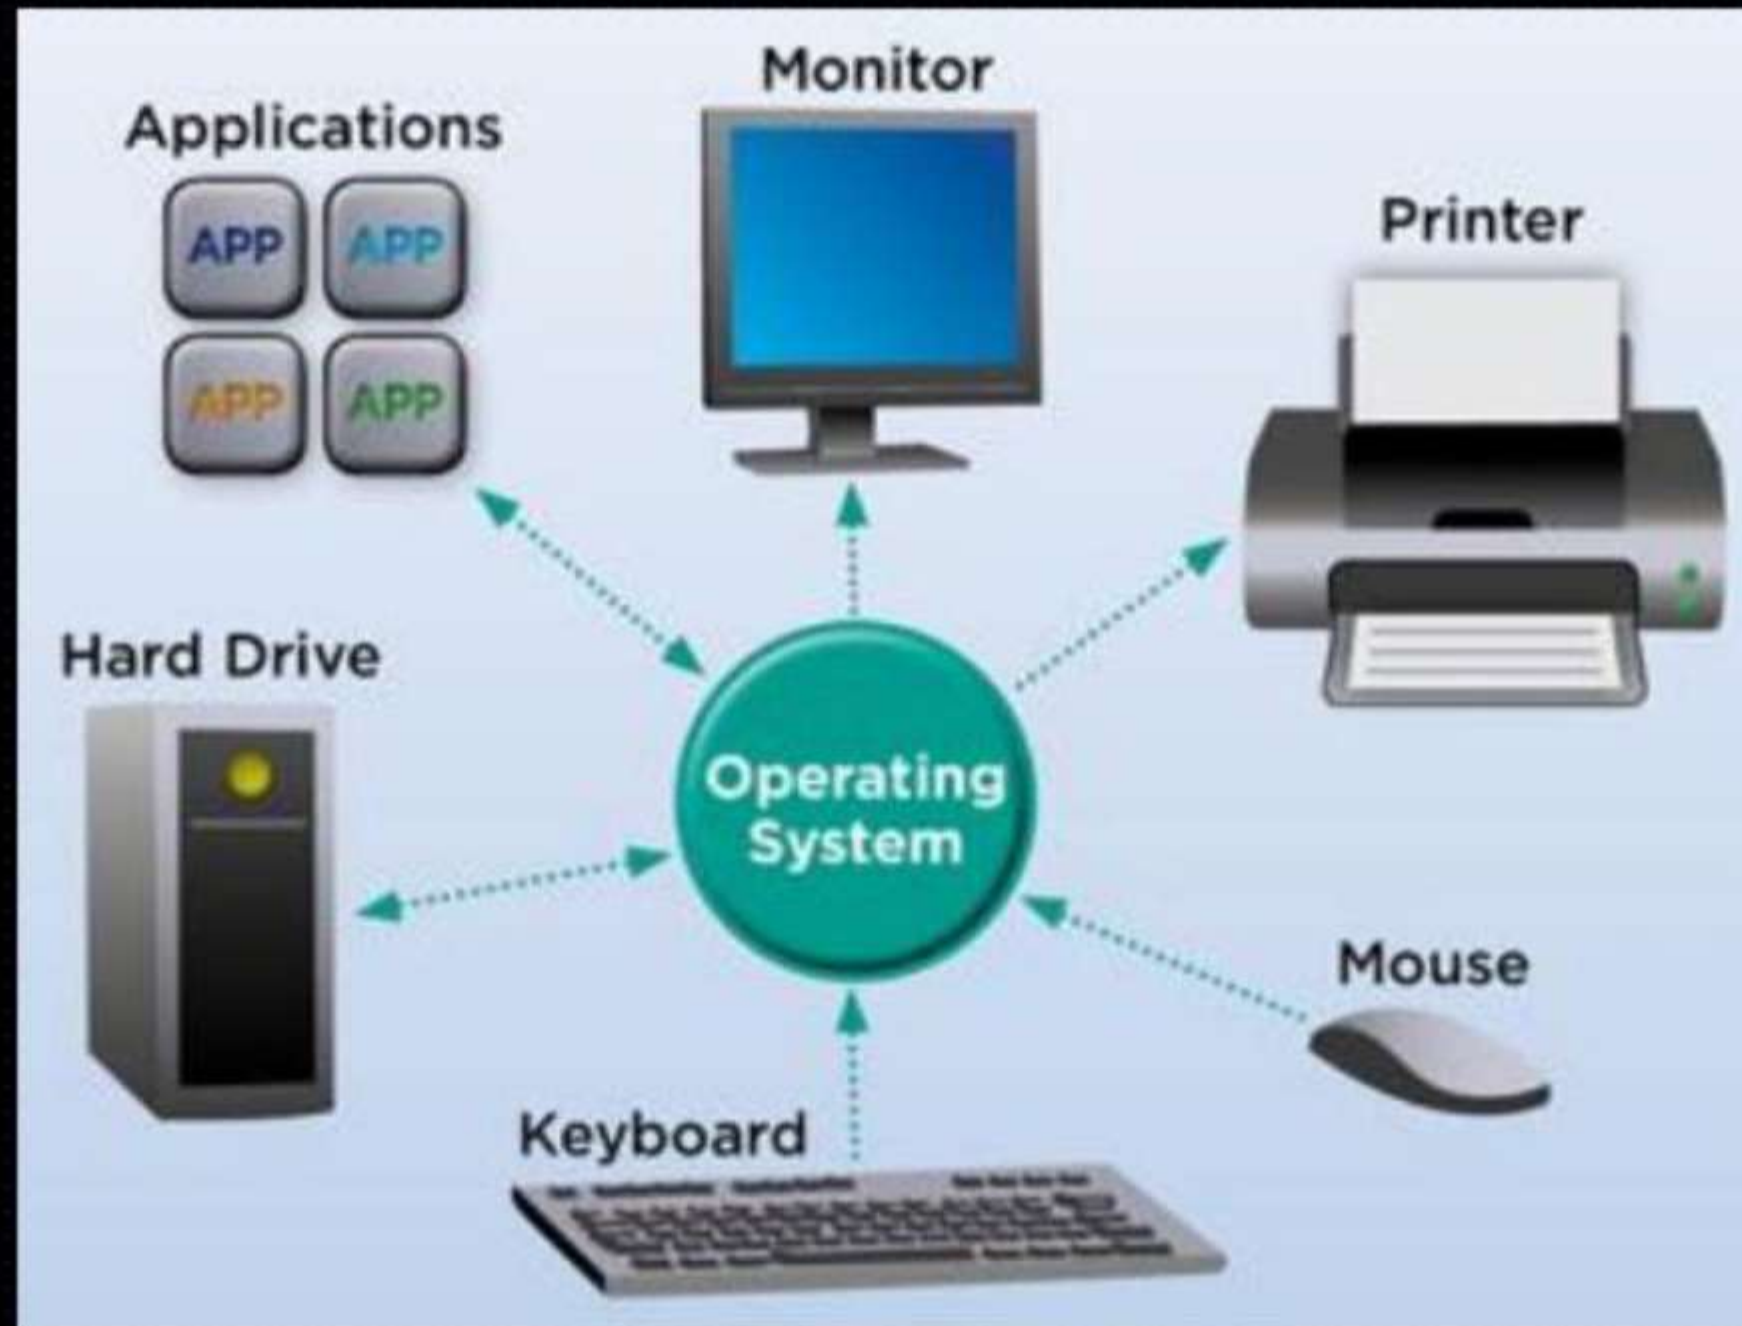 Monitor
Applications
APP APP
APP APP
Printer
Hard Drive
Operating
System
Mouse
Keyboard